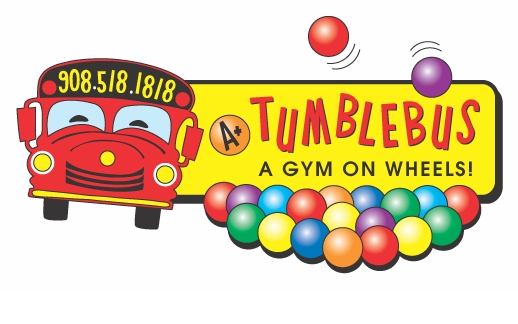 908.518.1818
A+
TUMBLEBUS
A GYM ON WHEELS!